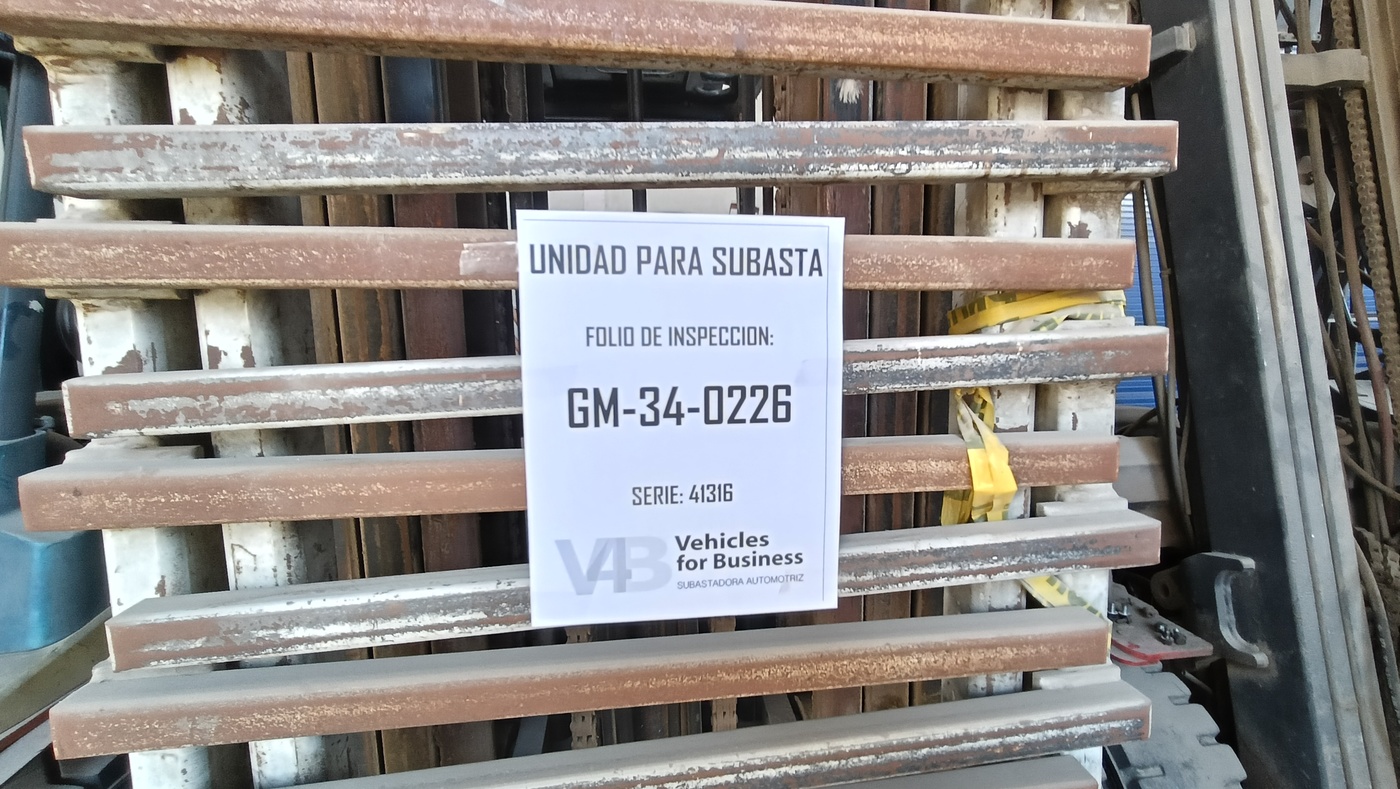 UNIDAD PARA SUBASTA
FOLIO DE INSPECCION:
GM-34-0226
SERIE: 41316
V4B
Vehicles
for Business
SUBASTADORA AUTOMOTRIZ